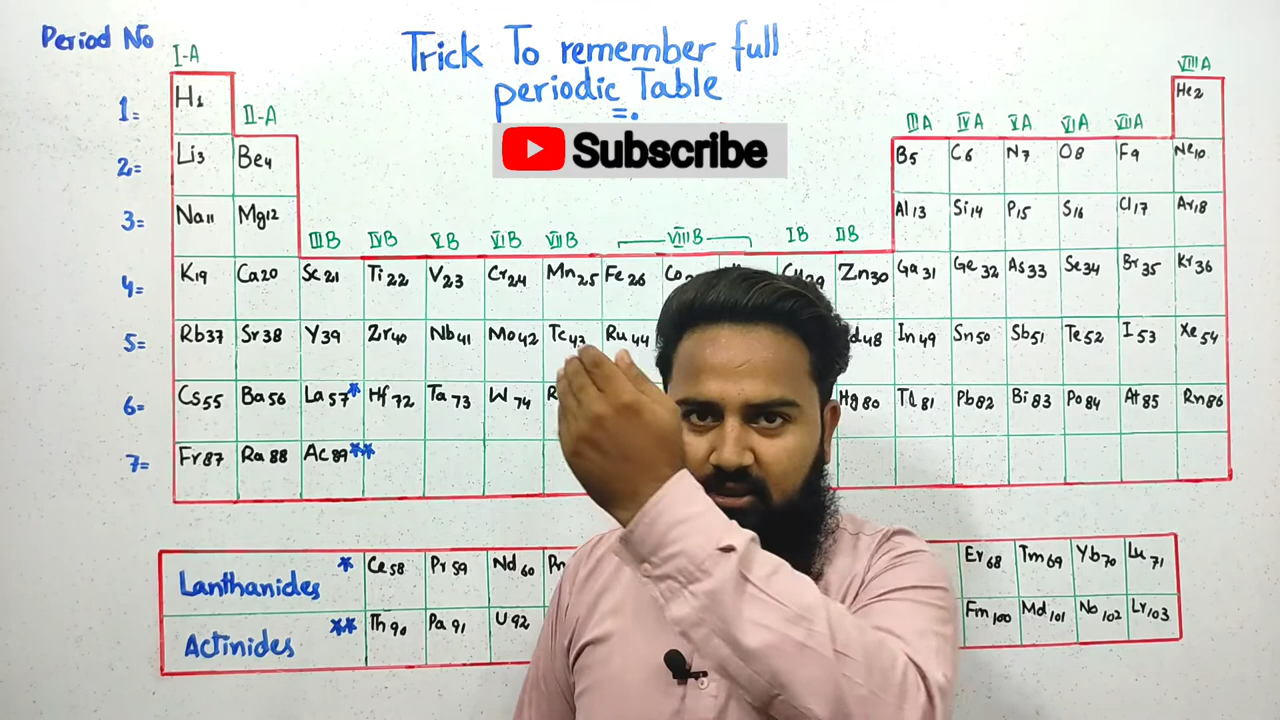 Period No
Trick To remember full
periodic Table
Subscribe
I-A
II-A
III B
IV B
V B
VI B
VII B
VIII B
IB
II B
III A
IV A
V A
VI A
VII A
VIII A
1= H1 He2
2= Li3 Be4 B5 C6 N7 O8 F9 Ne10
3= Na11 Mg12 Al13 Si14 P15 S16 Cl17 Ar18
4= K19 Ca20 Sc21 Ti22 V23 Cr24 Mn25 Fe26 Zn30 Ga31 Ge32 As33 Se34 Br35 Kr36
5= Rb37 Sr38 Y39 Zr40 Nb41 Mo42 Tc43 Ru44 In49 Sn50 Sb51 Te52 I53 Xe54
6= Cs55 Ba56 La57* Hf72 Ta73 W74 Hg80 Tl81 Pb82 Bi83 Po84 At85 Rn86
7= Fr87 Ra88 Ac89**
Lanthanides * Ce58 Pr59 Nd60 Er68 Tm69 Yb70 Lu71
Actinides ** Th90 Pa91 U92 Fm100 Md101 No102 Lr103